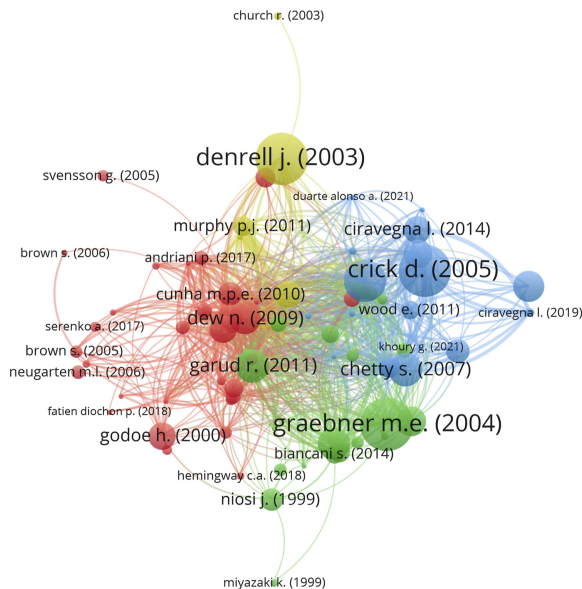 church r. (2003)
denrell j. (2003)
svensson g. (2005)
duarte alonso a. (2021)
murphy p.j. (2011)
ciravegna l. (2014)
brown s. (2006)
andriani p. (2017)
crick d. (2005)
cunha m.p.e. (2010)
wood e. (2011)
ciravegna l. (2019)
dew n. (2009)
serenko a. (2017)
khoury g. (2021)
brown s. (2005)
garud r. (2011)
chetty s. (2007)
neugarten m.l. (2006)
fatien diochon p. (2018)
graebner m.e. (2004)
godoe h. (2000)
biancani s. (2014)
hemingway c.a. (2018)
niosi j. (1999)
miyazaki k. (1999)